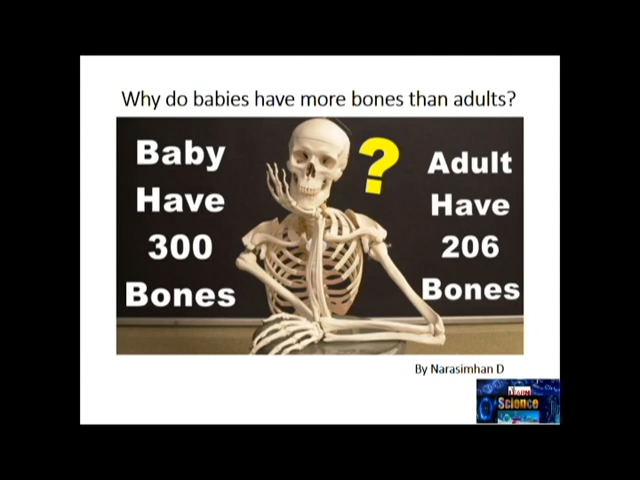 Why do babies have more bones than adults?
Baby
Have
300
Bones
?
Adult
Have
206
Bones
By Narasimhan D
Science